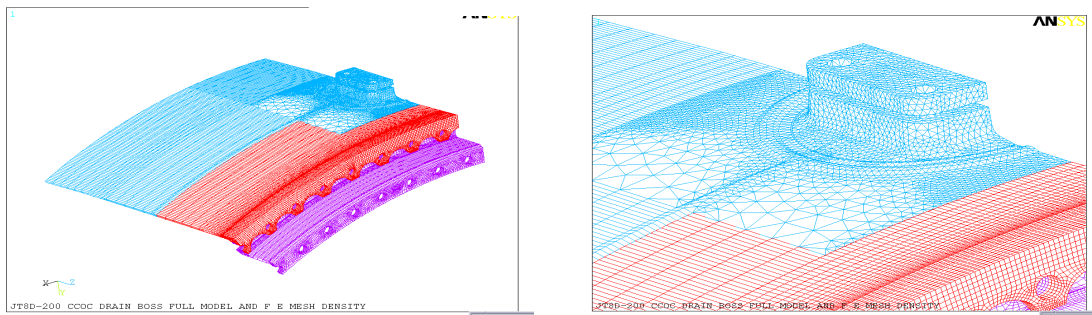 1
ANSYS
X
Z
Y
JT8D-200 CCOC DRAIN BOSS FULL MODEL AND F E MESH DENSITY
ANSYS
JT8D-200 CCOC DRAIN BOSS FULL MODEL AND F E MESH DENSITY